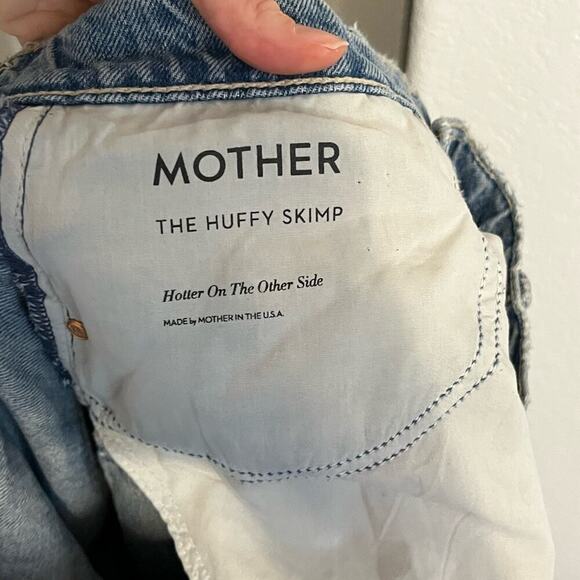 MOTHER
THE HUFFY SKIMP
Hotter On The Other Side
MADE by MOTHER IN THE U.S.A.